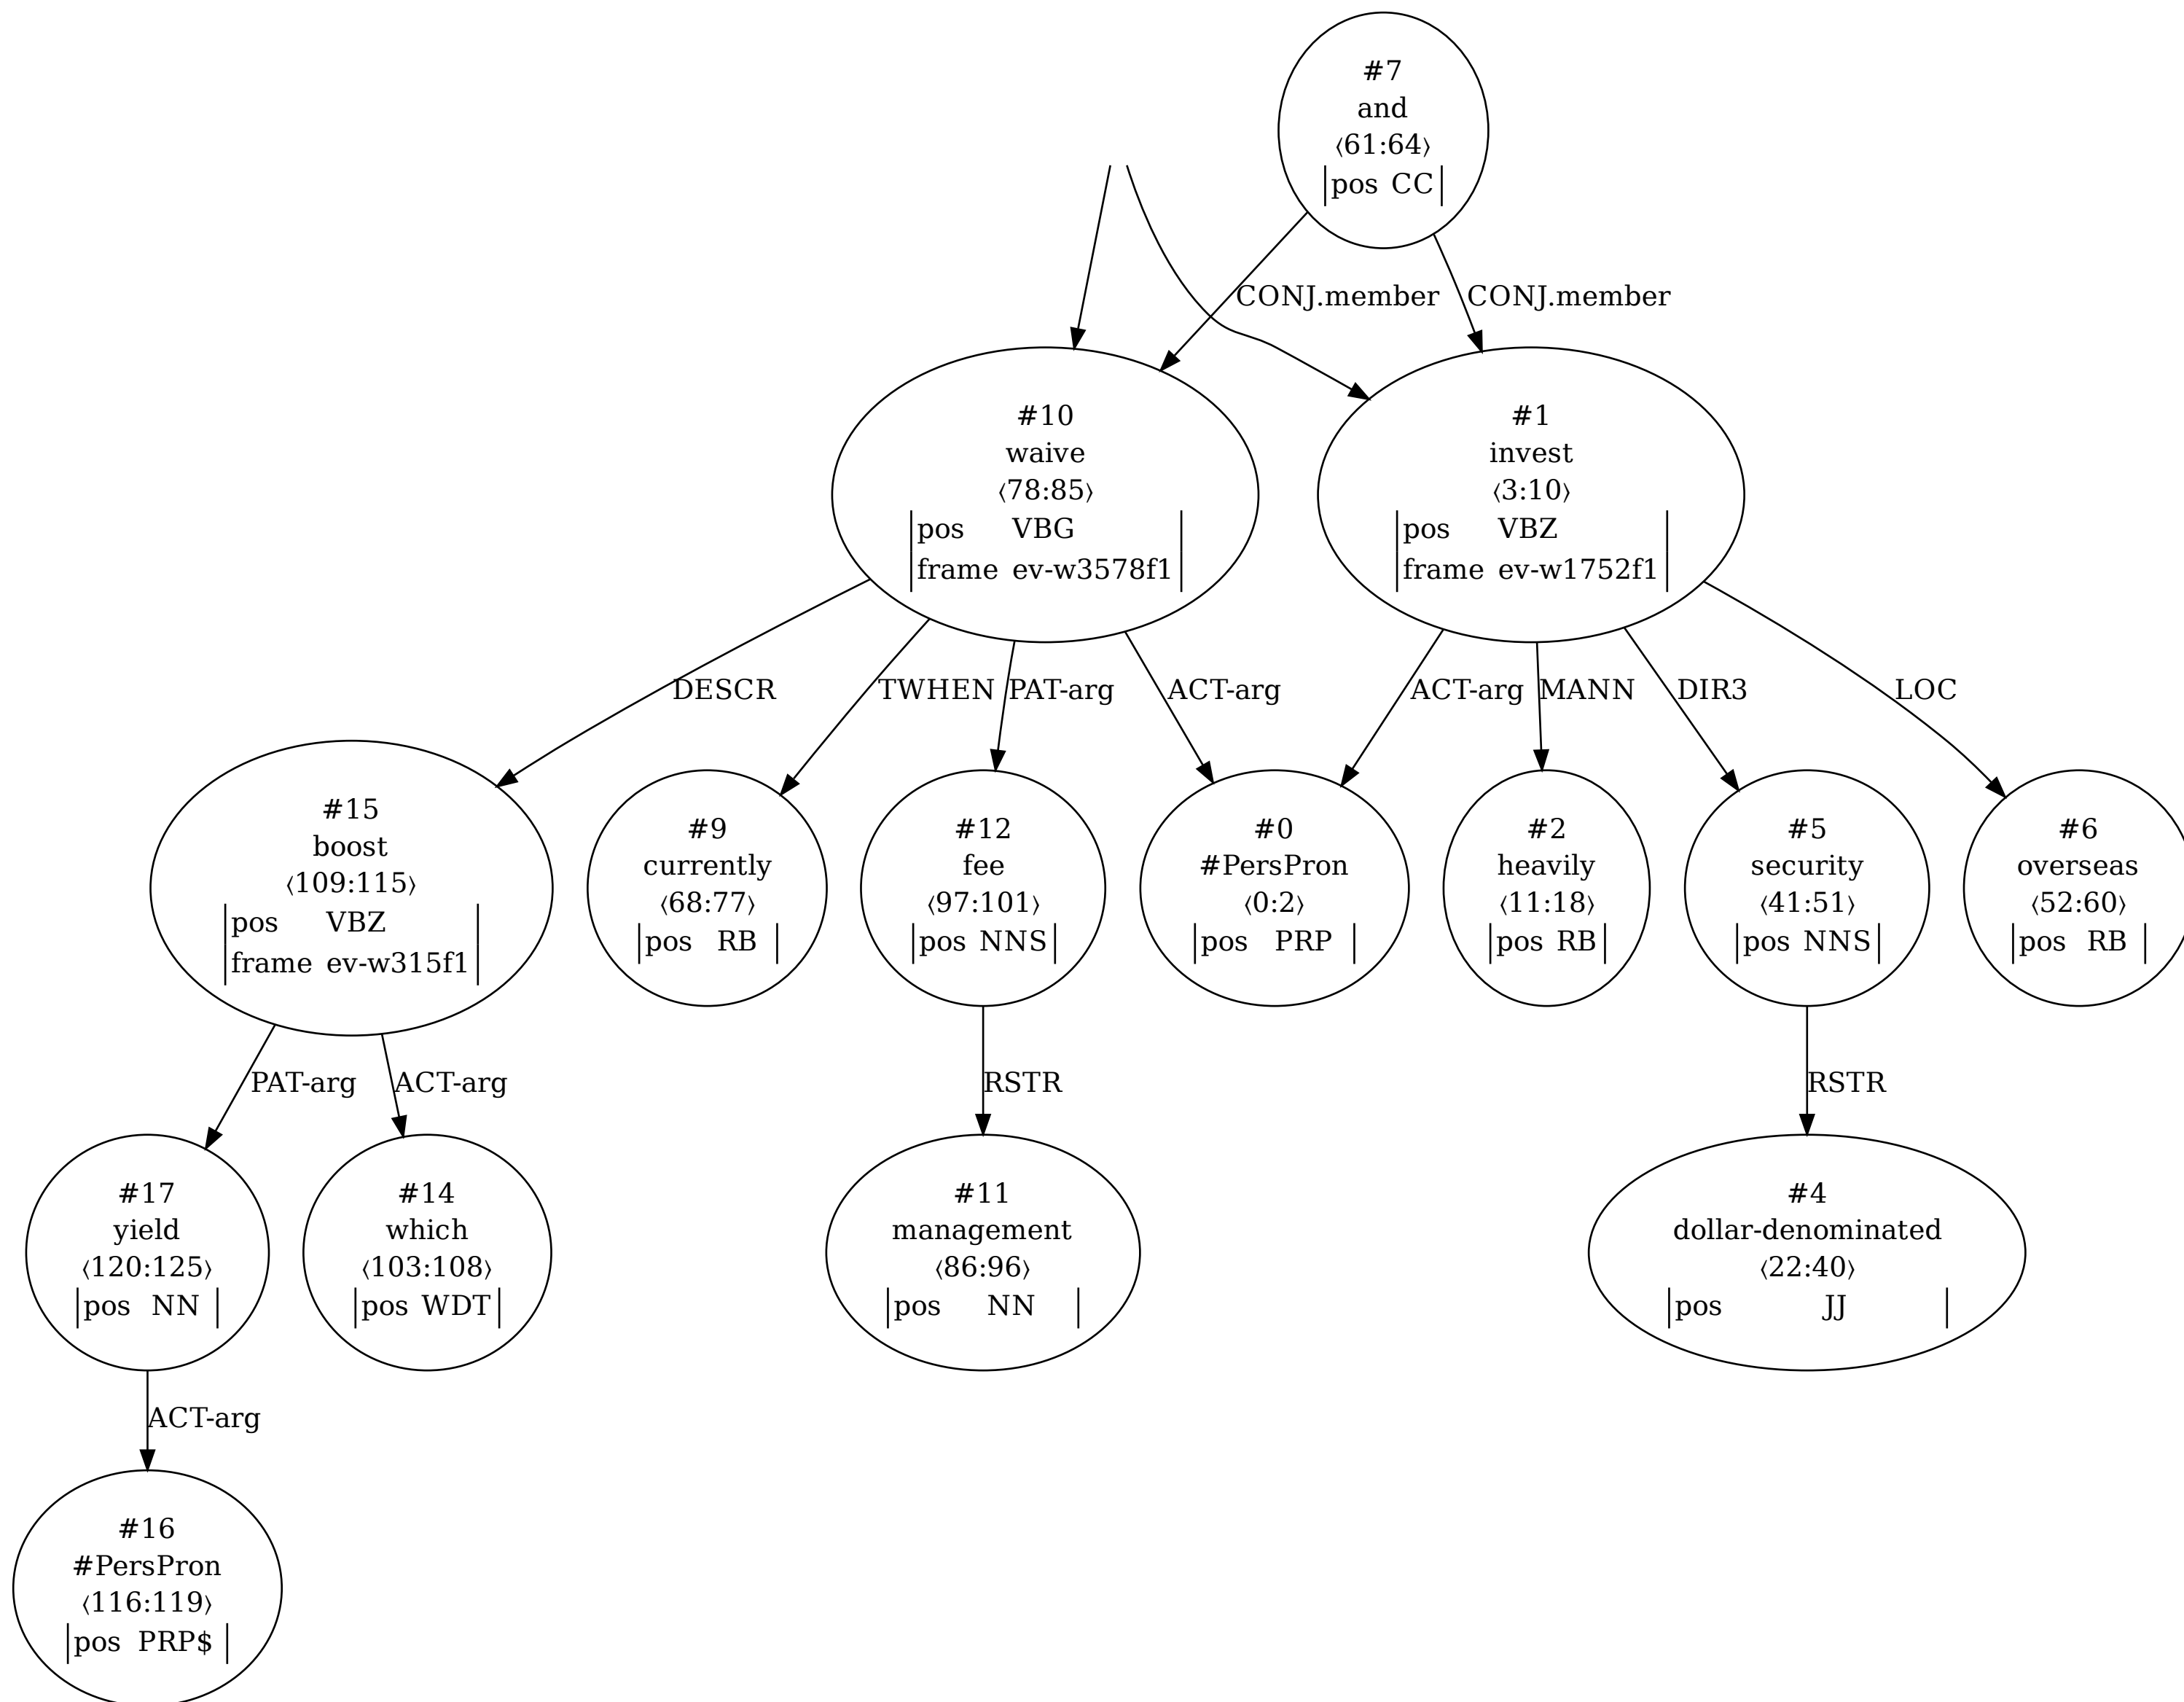 #7
and
⟨61:64⟩
pos CC
CONJ.member
CONJ.member
#10
waive
⟨78:85⟩
pos VBG
frame ev-w3578f1
#1
invest
⟨3:10⟩
pos VBZ
frame ev-w1752f1
DESCR
TWHEN
PAT-arg
ACT-arg
ACT-arg
MANN
DIR3
LOC
#15
boost
⟨109:115⟩
pos VBZ
frame ev-w315f1
#9
currently
⟨68:77⟩
pos RB
#12
fee
⟨97:101⟩
pos NNS
#0
#PersPron
⟨0:2⟩
pos PRP
#2
heavily
⟨11:18⟩
pos RB
#5
security
⟨41:51⟩
pos NNS
#6
overseas
⟨52:60⟩
pos RB
PAT-arg
ACT-arg
RSTR
RSTR
#17
yield
⟨120:125⟩
pos NN
#14
which
⟨103:108⟩
pos WDT
#11
management
⟨86:96⟩
pos NN
#4
dollar-denominated
⟨22:40⟩
pos JJ
ACT-arg
#16
#PersPron
⟨116:119⟩
pos PRP$